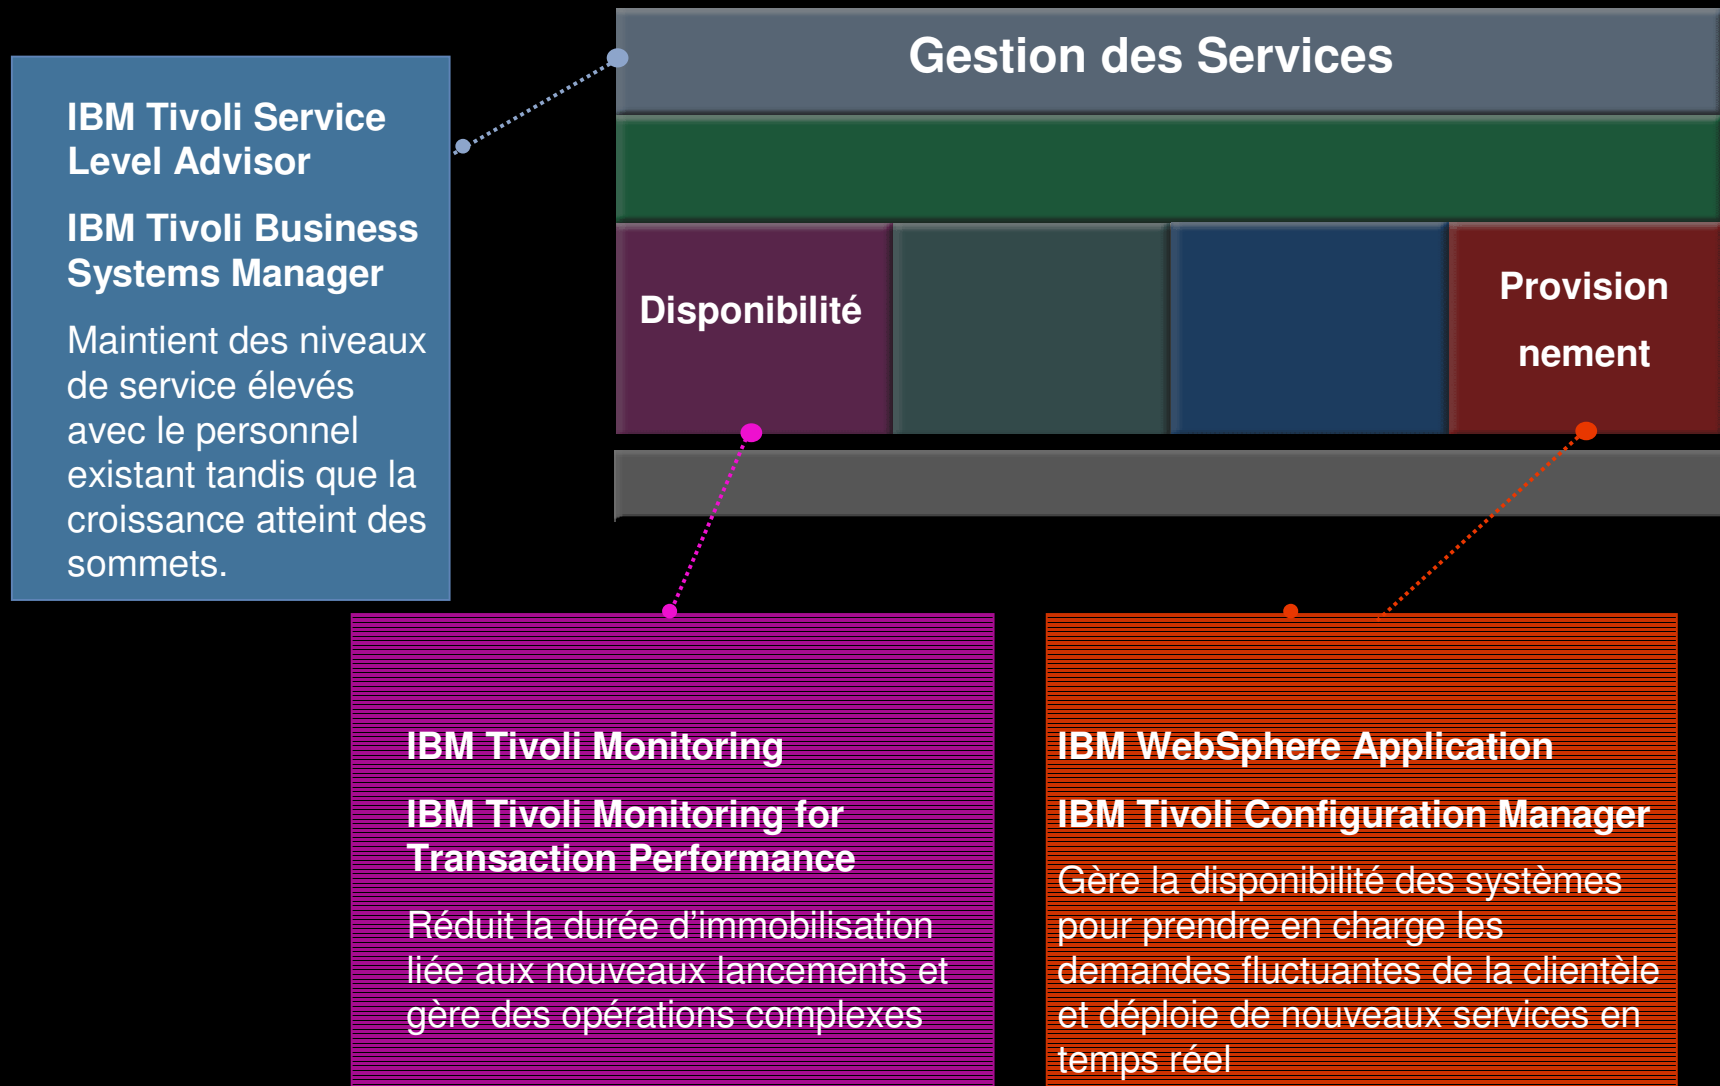 Gestion des Services
IBM Tivoli Service
Level Advisor
IBM Tivoli Business
Systems Manager
Maintient des niveaux
de service élevés
avec le personnel
existant tandis que la
croissance atteint des
sommets.
Disponibilité
Provision
nement
IBM Tivoli Monitoring
IBM Tivoli Monitoring for
Transaction Performance
Réduit la durée d’immobilisation
liée aux nouveaux lancements et
gère des opérations complexes
IBM WebSphere Application
IBM Tivoli Configuration Manager
Gère la disponibilité des systèmes
pour prendre en charge les
demandes fluctuantes de la clientèle
et déploie de nouveaux services en
temps réel